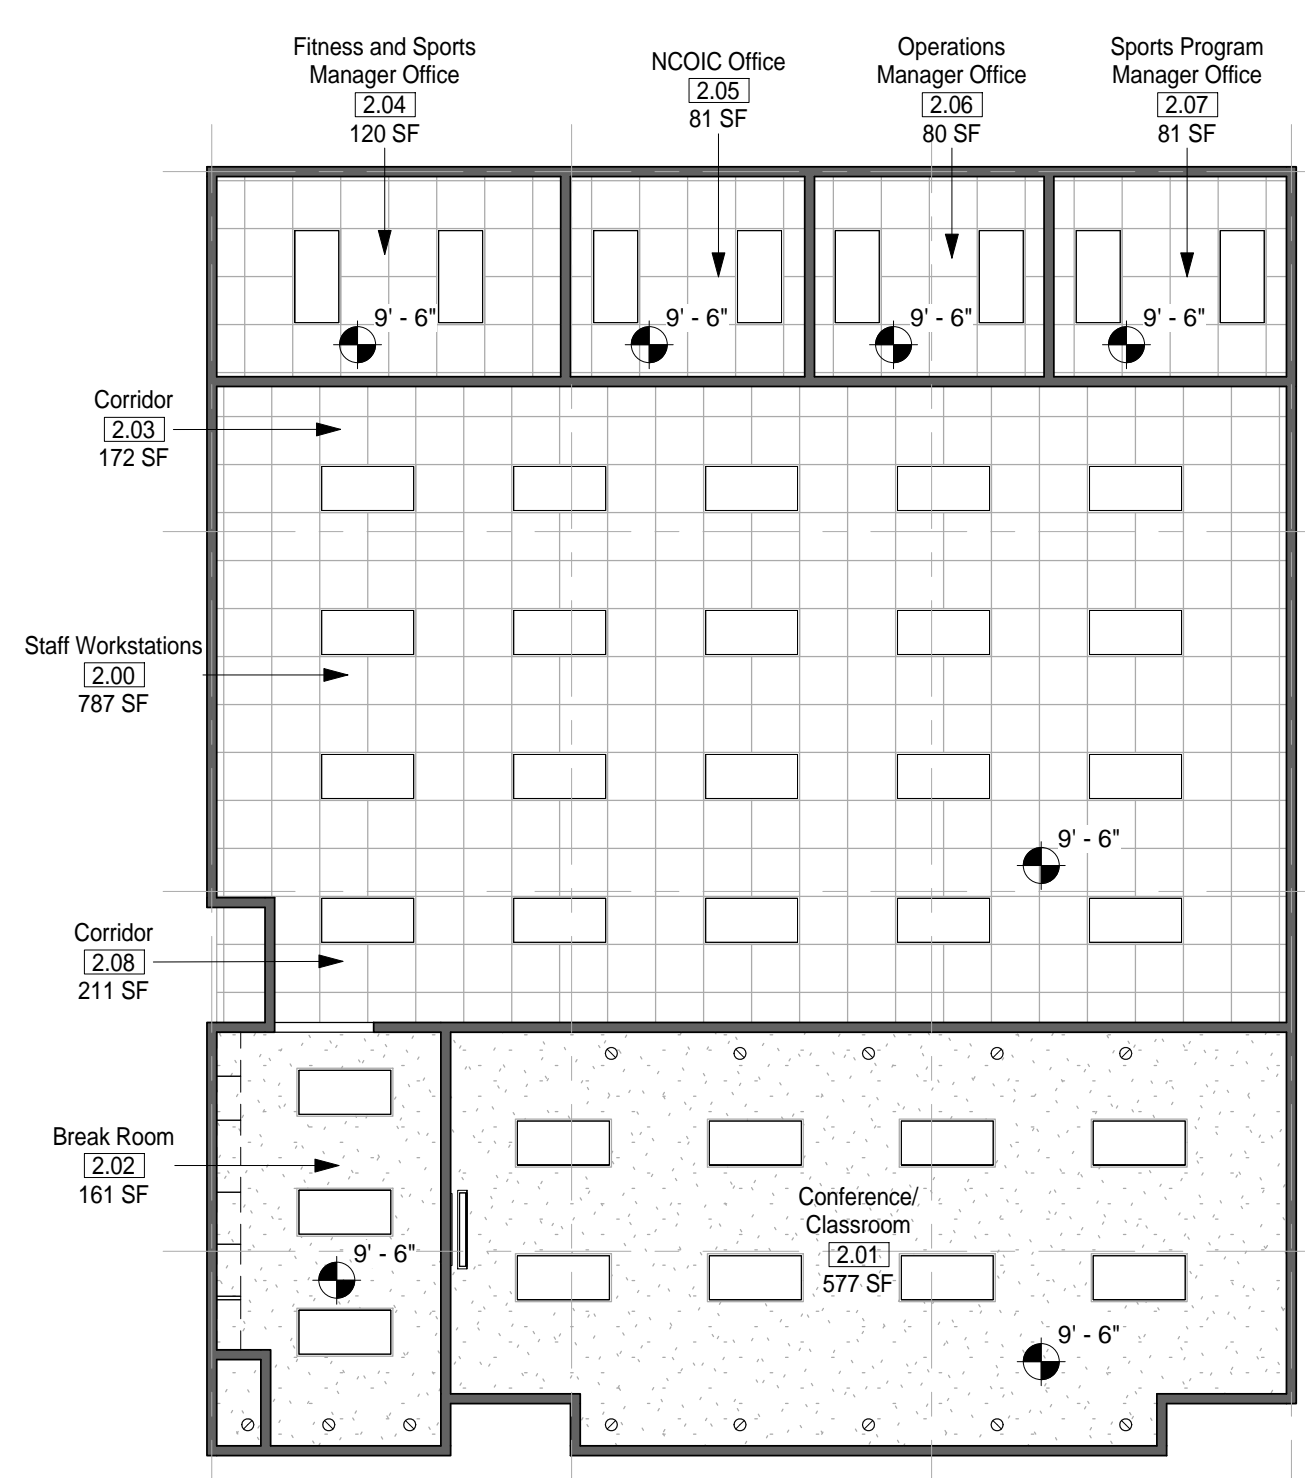 Fitness and Sports
Manager Office
2.04
120 SF
NCOIC Office
2.05
81 SF
Operations
Manager Office
2.06
80 SF
Sports Program
Manager Office
2.07
81 SF
9' - 6"
9' - 6"
9' - 6"
9' - 6"
Corridor
2.03
172 SF
Staff Workstations
2.00
787 SF
9' - 6"
Corridor
2.08
211 SF
Break Room
2.02
161 SF
9' - 6"
Conference/
Classroom
2.01
577 SF
9' - 6"